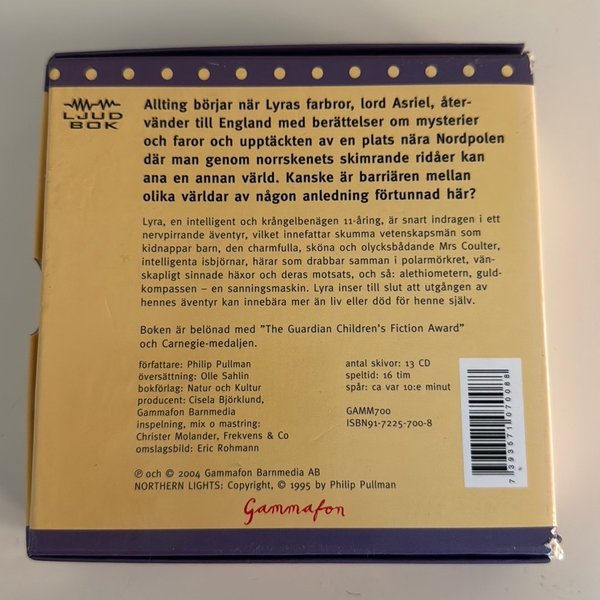 LJUD
BOK
Allting börjar när Lyras farbror, lord Asriel, åter-
vänder till England med berättelser om mysterier
och faror och upptäckten av en plats nära Nordpolen
där man genom norrskenets skimrande ridåer kan
ana en annan värld. Kanske är barriären mellan
olika världar av någon anledning förtunnad här?
Lyra, en intelligent och krångelbenägen 11-åring, är snart indragen i ett
nervpirrande äventyr, vilket innefattar skumma vetenskapsmän som
kidnappar barn, den charmfulla, sköna och olycksbådande Mrs Coulter,
intelligenta isbjörnar, härar som drabbar samman i polarmörkret, vän-
skapligt sinnade häxor och deras motsats, och så: alethiometern, guld-
kompassen – en sanningsmaskin. Lyra inser till slut att utgången av
hennes äventyr kan innebära mer än liv eller död för henne själv.
Boken är belönad med "The Guardian Children's Fiction Award"
och Carnegie-medaljen.
författare: Philip Pullman
översättning: Olle Sahlin
bokförlag: Natur och Kultur
producent: Cisela Björklund,
Gammafon Barnmedia
inspelning, mix o mastring:
Christer Molander, Frekvens & Co
omslagsbild: Eric Rohmann
antal skivor: 13 CD
speltid: 16 tim
spår: ca var 10:e minut
GAMM700
ISBN91-7225-700-8
7 393571 070088
℗ och © 2004 Gammafon Barnmedia AB
NORTHERN LIGHTS: Copyright, © 1995 by Philip Pullman
Gammafon